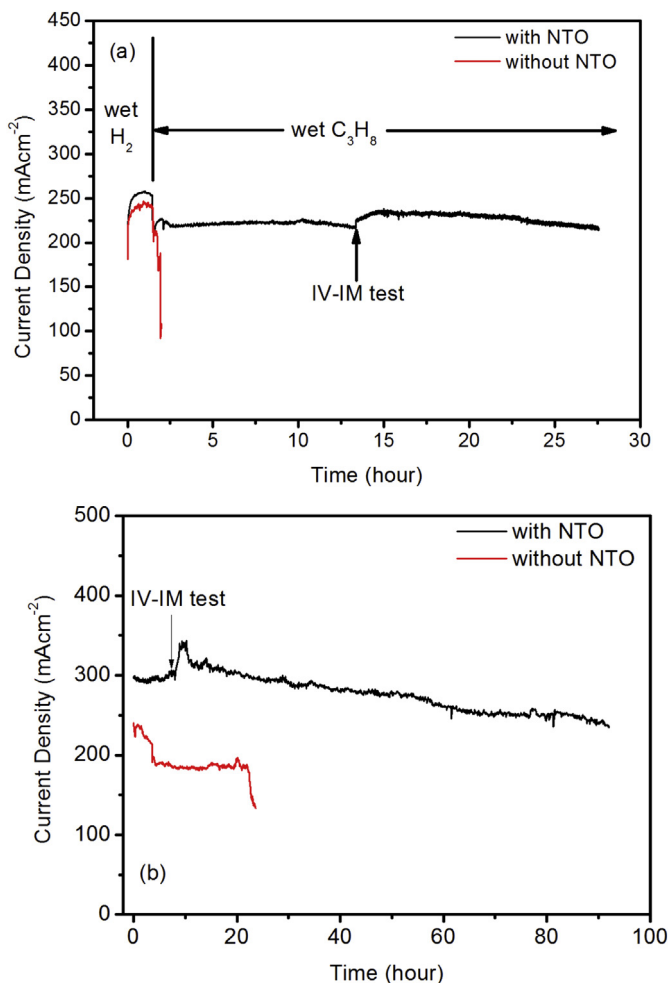 (a)
with NTO
without NTO
wet
H2
wet C3H8
IV-IM test
450
400
350
300
250
200
150
100
50
0
Current Density (mAcm-2)
0 5 10 15 20 25 30
Time (hour)
with NTO
without NTO
IV-IM test
(b)
500
400
300
200
100
0
Current Density (mAcm-2)
0 20 40 60 80 100
Time (hour)